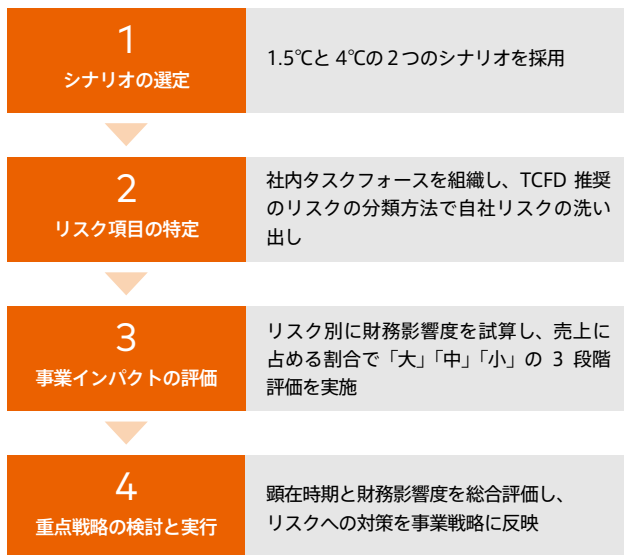 1
シナリオの選定
1.5℃と 4℃の2つのシナリオを採用
2
リスク項目の特定
社内タスクフォースを組織し、TCFD 推奨
のリスクの分類方法で自社リスクの洗い
出し
3
事業インパクトの評価
リスク別に財務影響度を試算し、売上に
占める割合で「大」「中」「小」の 3 段階
評価を実施
4
重点戦略の検討と実行
顕在時期と財務影響度を総合評価し、
リスクへの対策を事業戦略に反映